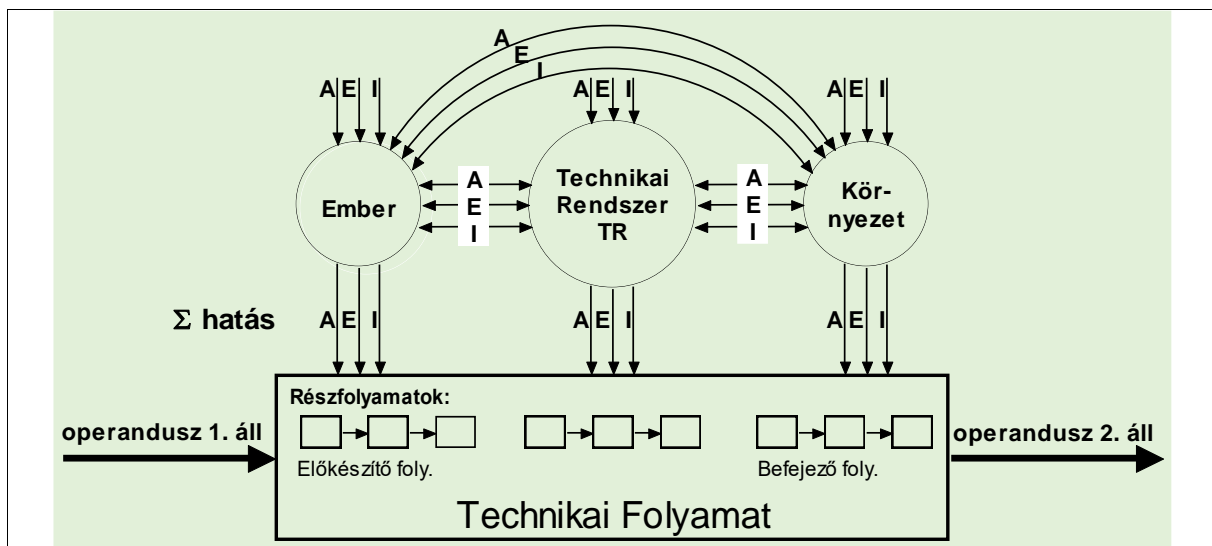 A
E
I
A E I
A E I
A E I
Ember
A
E
I
Technikai
Rendszer
TR
A
E
I
Kör-
nyezet
Σ hatás
A E I
A E I
A E I
Részfolyamatok:
operandusz 1. áll
operandusz 2. áll
Előkészítő foly.
Befejező foly.
Technikai Folyamat